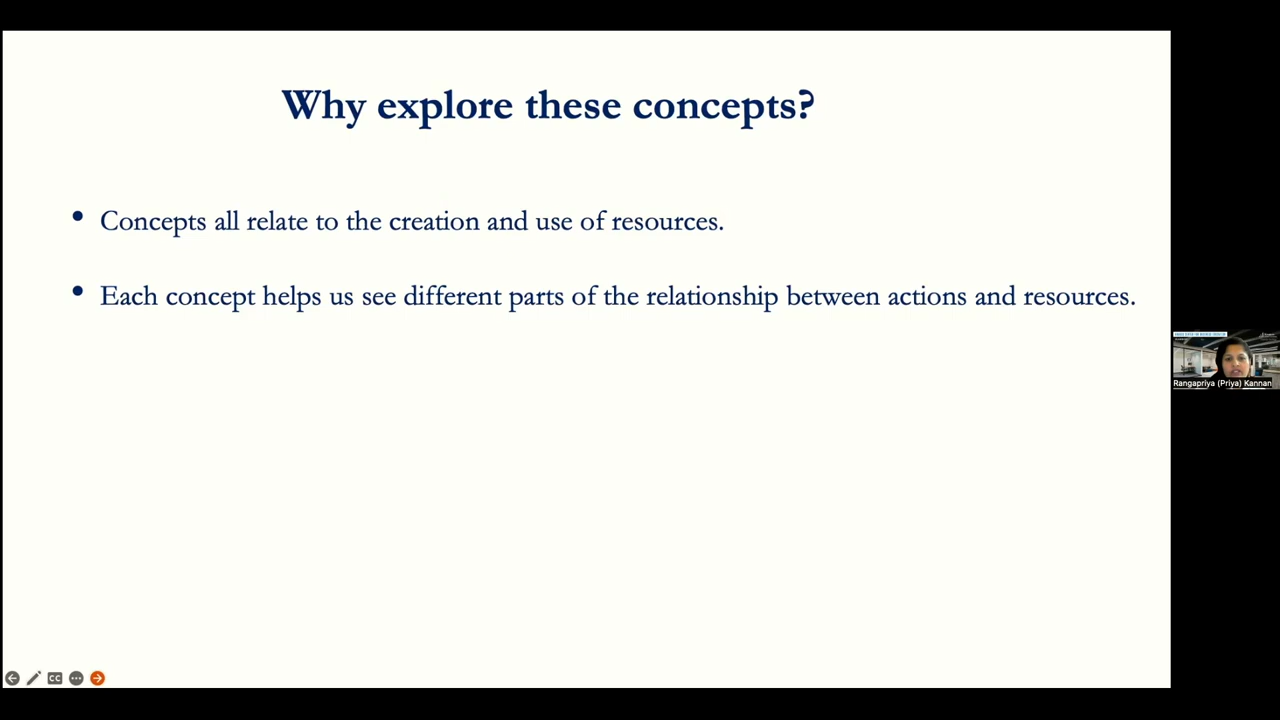 Why explore these concepts?
• Concepts all relate to the creation and use of resources.
• Each concept helps us see different parts of the relationship between actions and resources.
Rangapriya (Priya) Kannan
CC